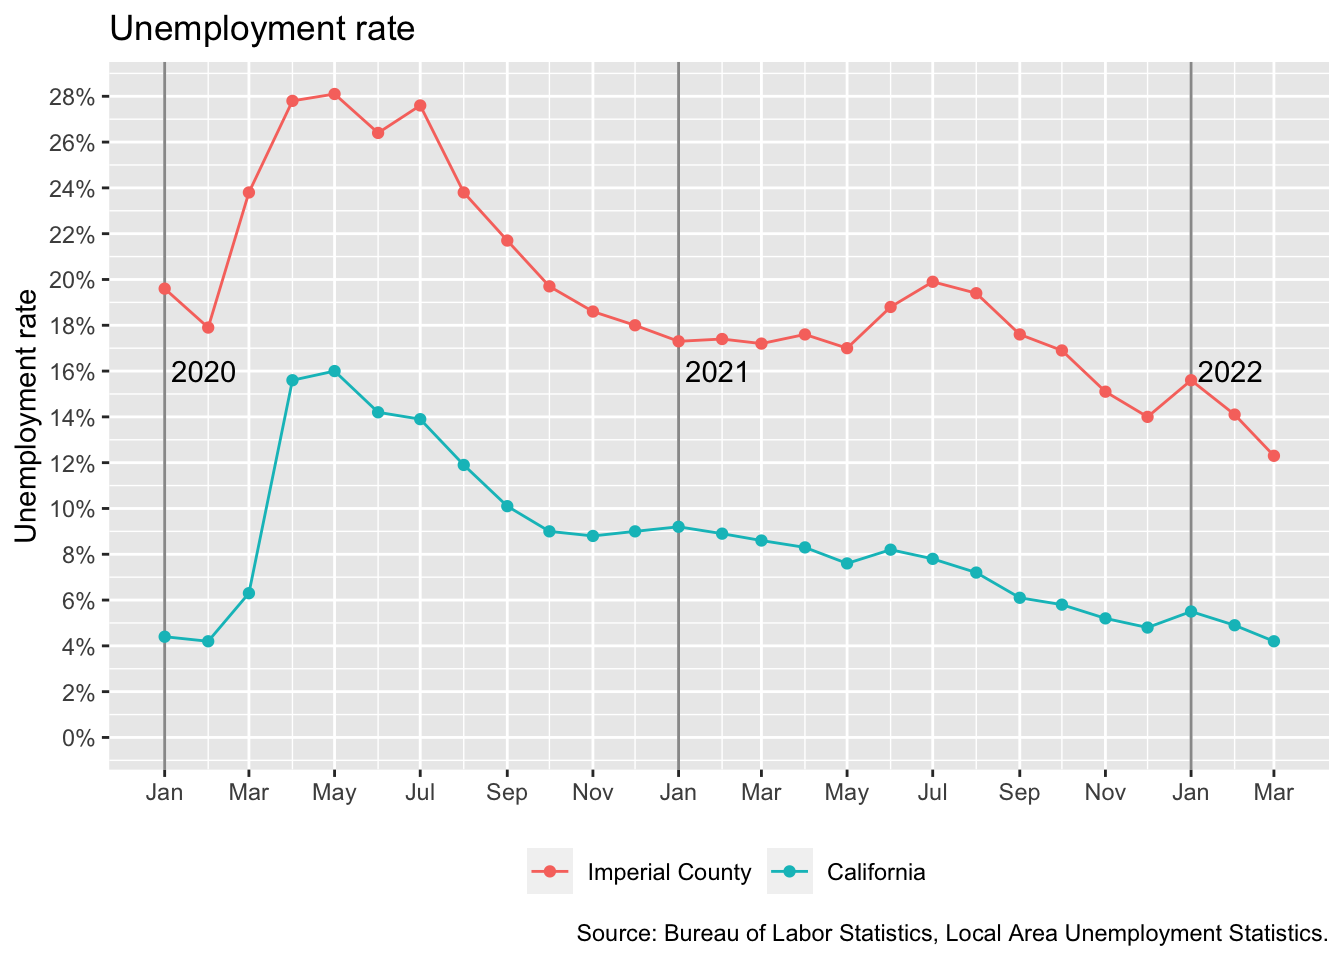 Unemployment rate
Unemployment rate
28%
26%
24%
22%
20%
18%
16%
14%
12%
10%
8%
6%
4%
2%
0%
2020 2021 2022
Jan Mar May Jul Sep Nov Jan Mar May Jul Sep Nov Jan Mar
Imperial County California
Source: Bureau of Labor Statistics, Local Area Unemployment Statistics.